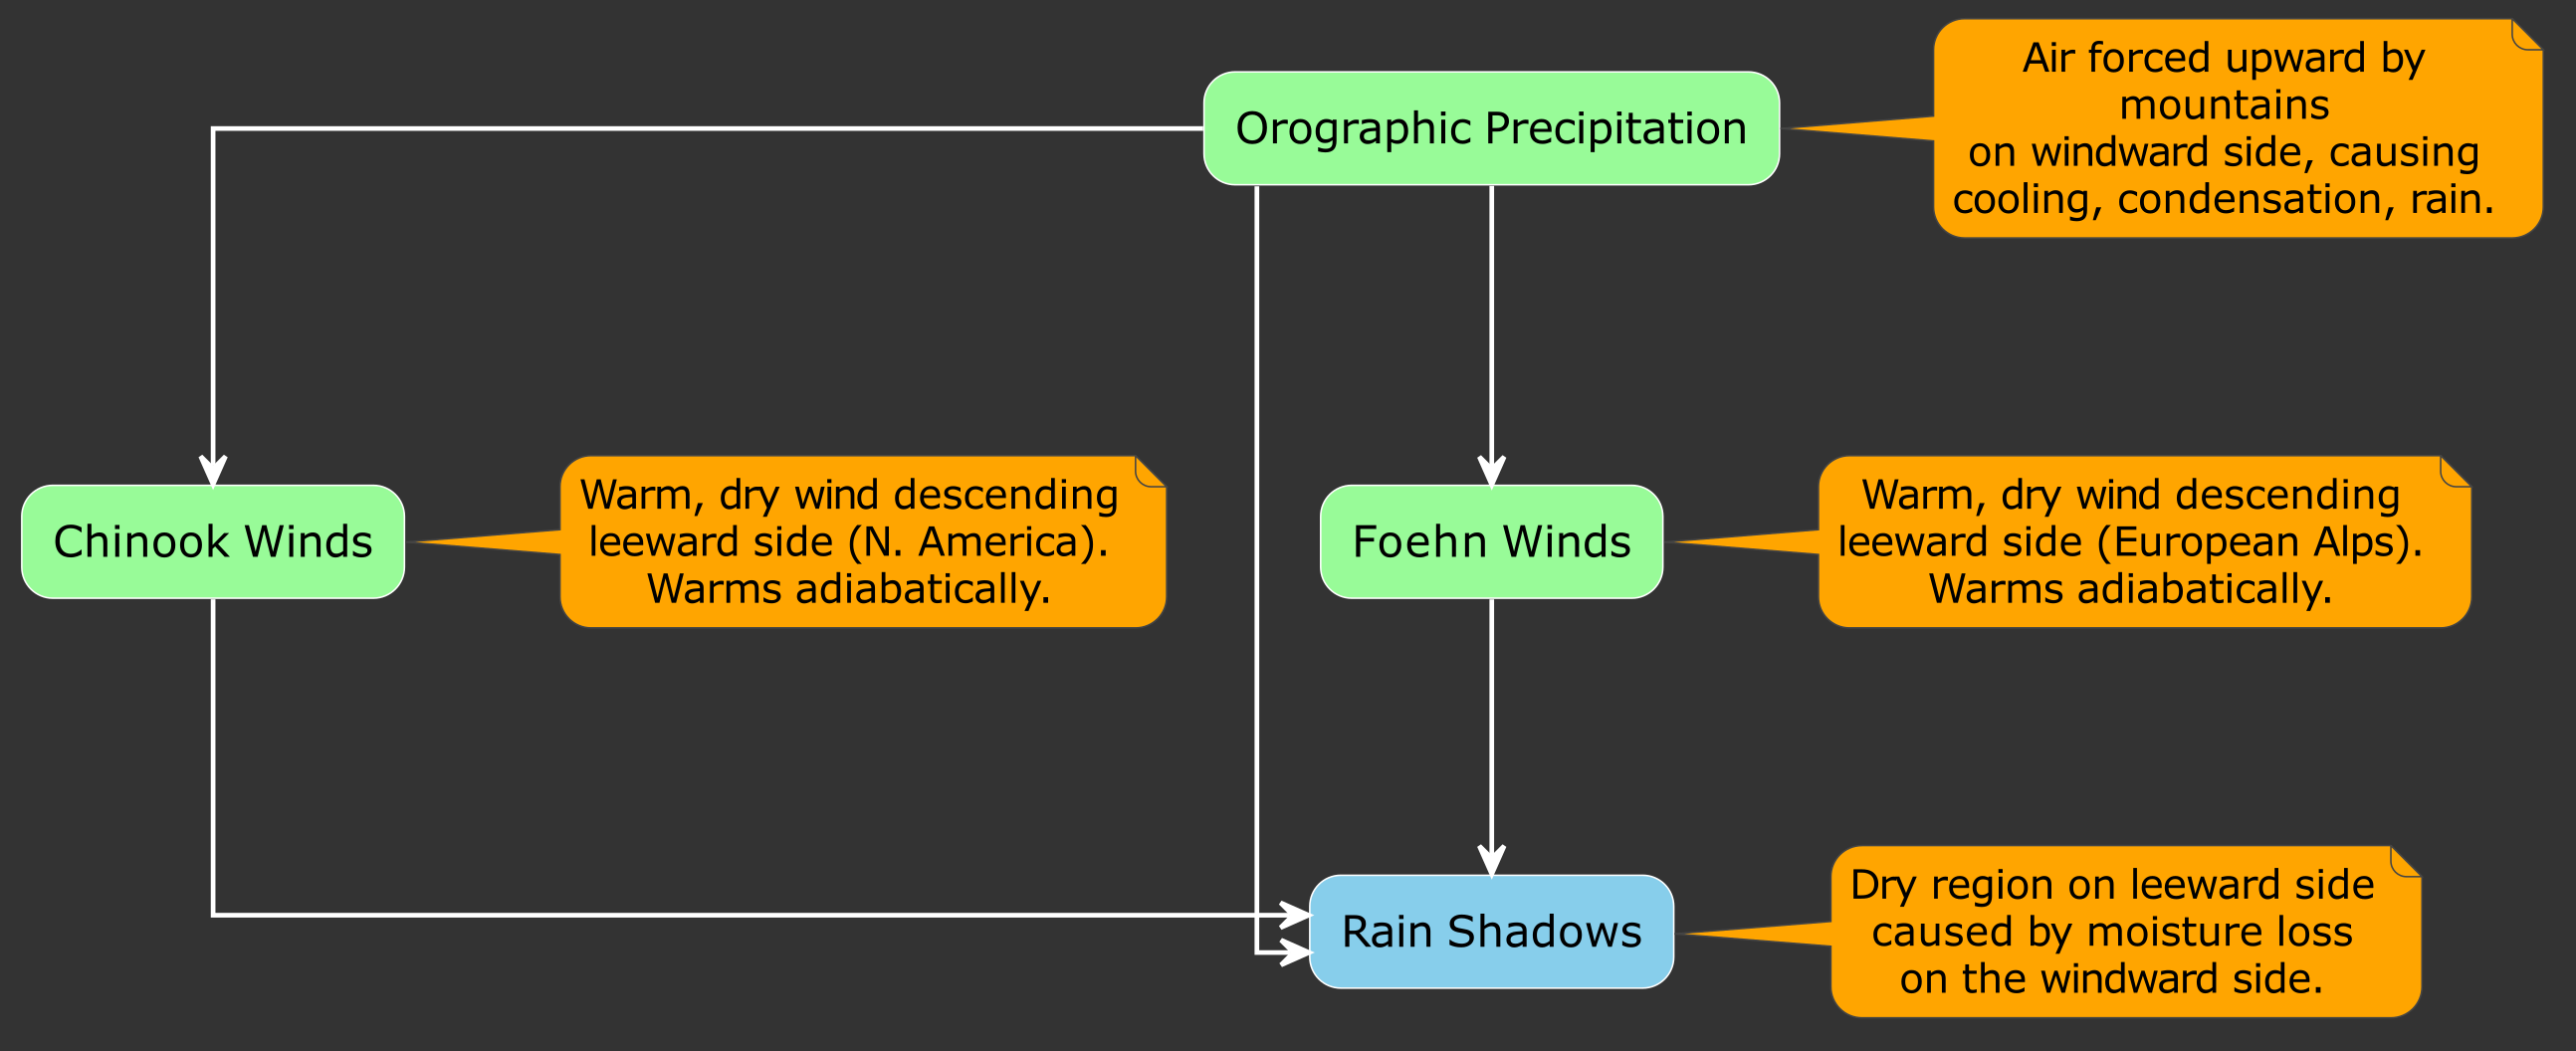 Orographic Precipitation
Air forced upward by
mountains
on windward side, causing
cooling, condensation, rain.
Chinook Winds
Warm, dry wind descending
leeward side (N. America).
Warms adiabatically.
Foehn Winds
Warm, dry wind descending
leeward side (European Alps).
Warms adiabatically.
Rain Shadows
Dry region on leeward side
caused by moisture loss
on the windward side.